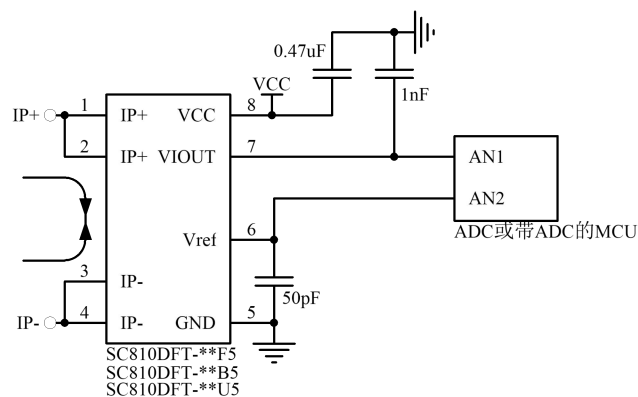 0.47uF
VCC
1nF
IP+
1
IP+
VCC
8
2
IP+
VIOUT
7
AN1
AN2
ADC或带ADC的MCU
Vref
6
3
IP-
50pF
IP-
4
IP-
GND
5
SC810DFT-**F5
SC810DFT-**B5
SC810DFT-**U5